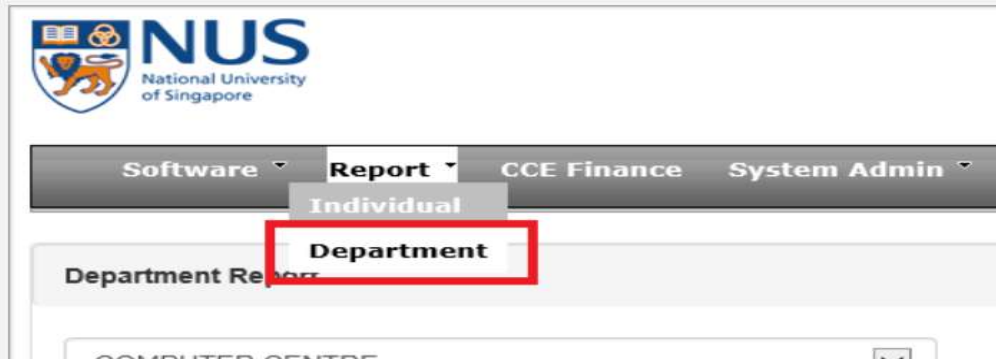 NUS
National University
of Singapore
Software Report CCE Finance System Admin
Individual
Department
Department Report
COMPUTER CENTRE